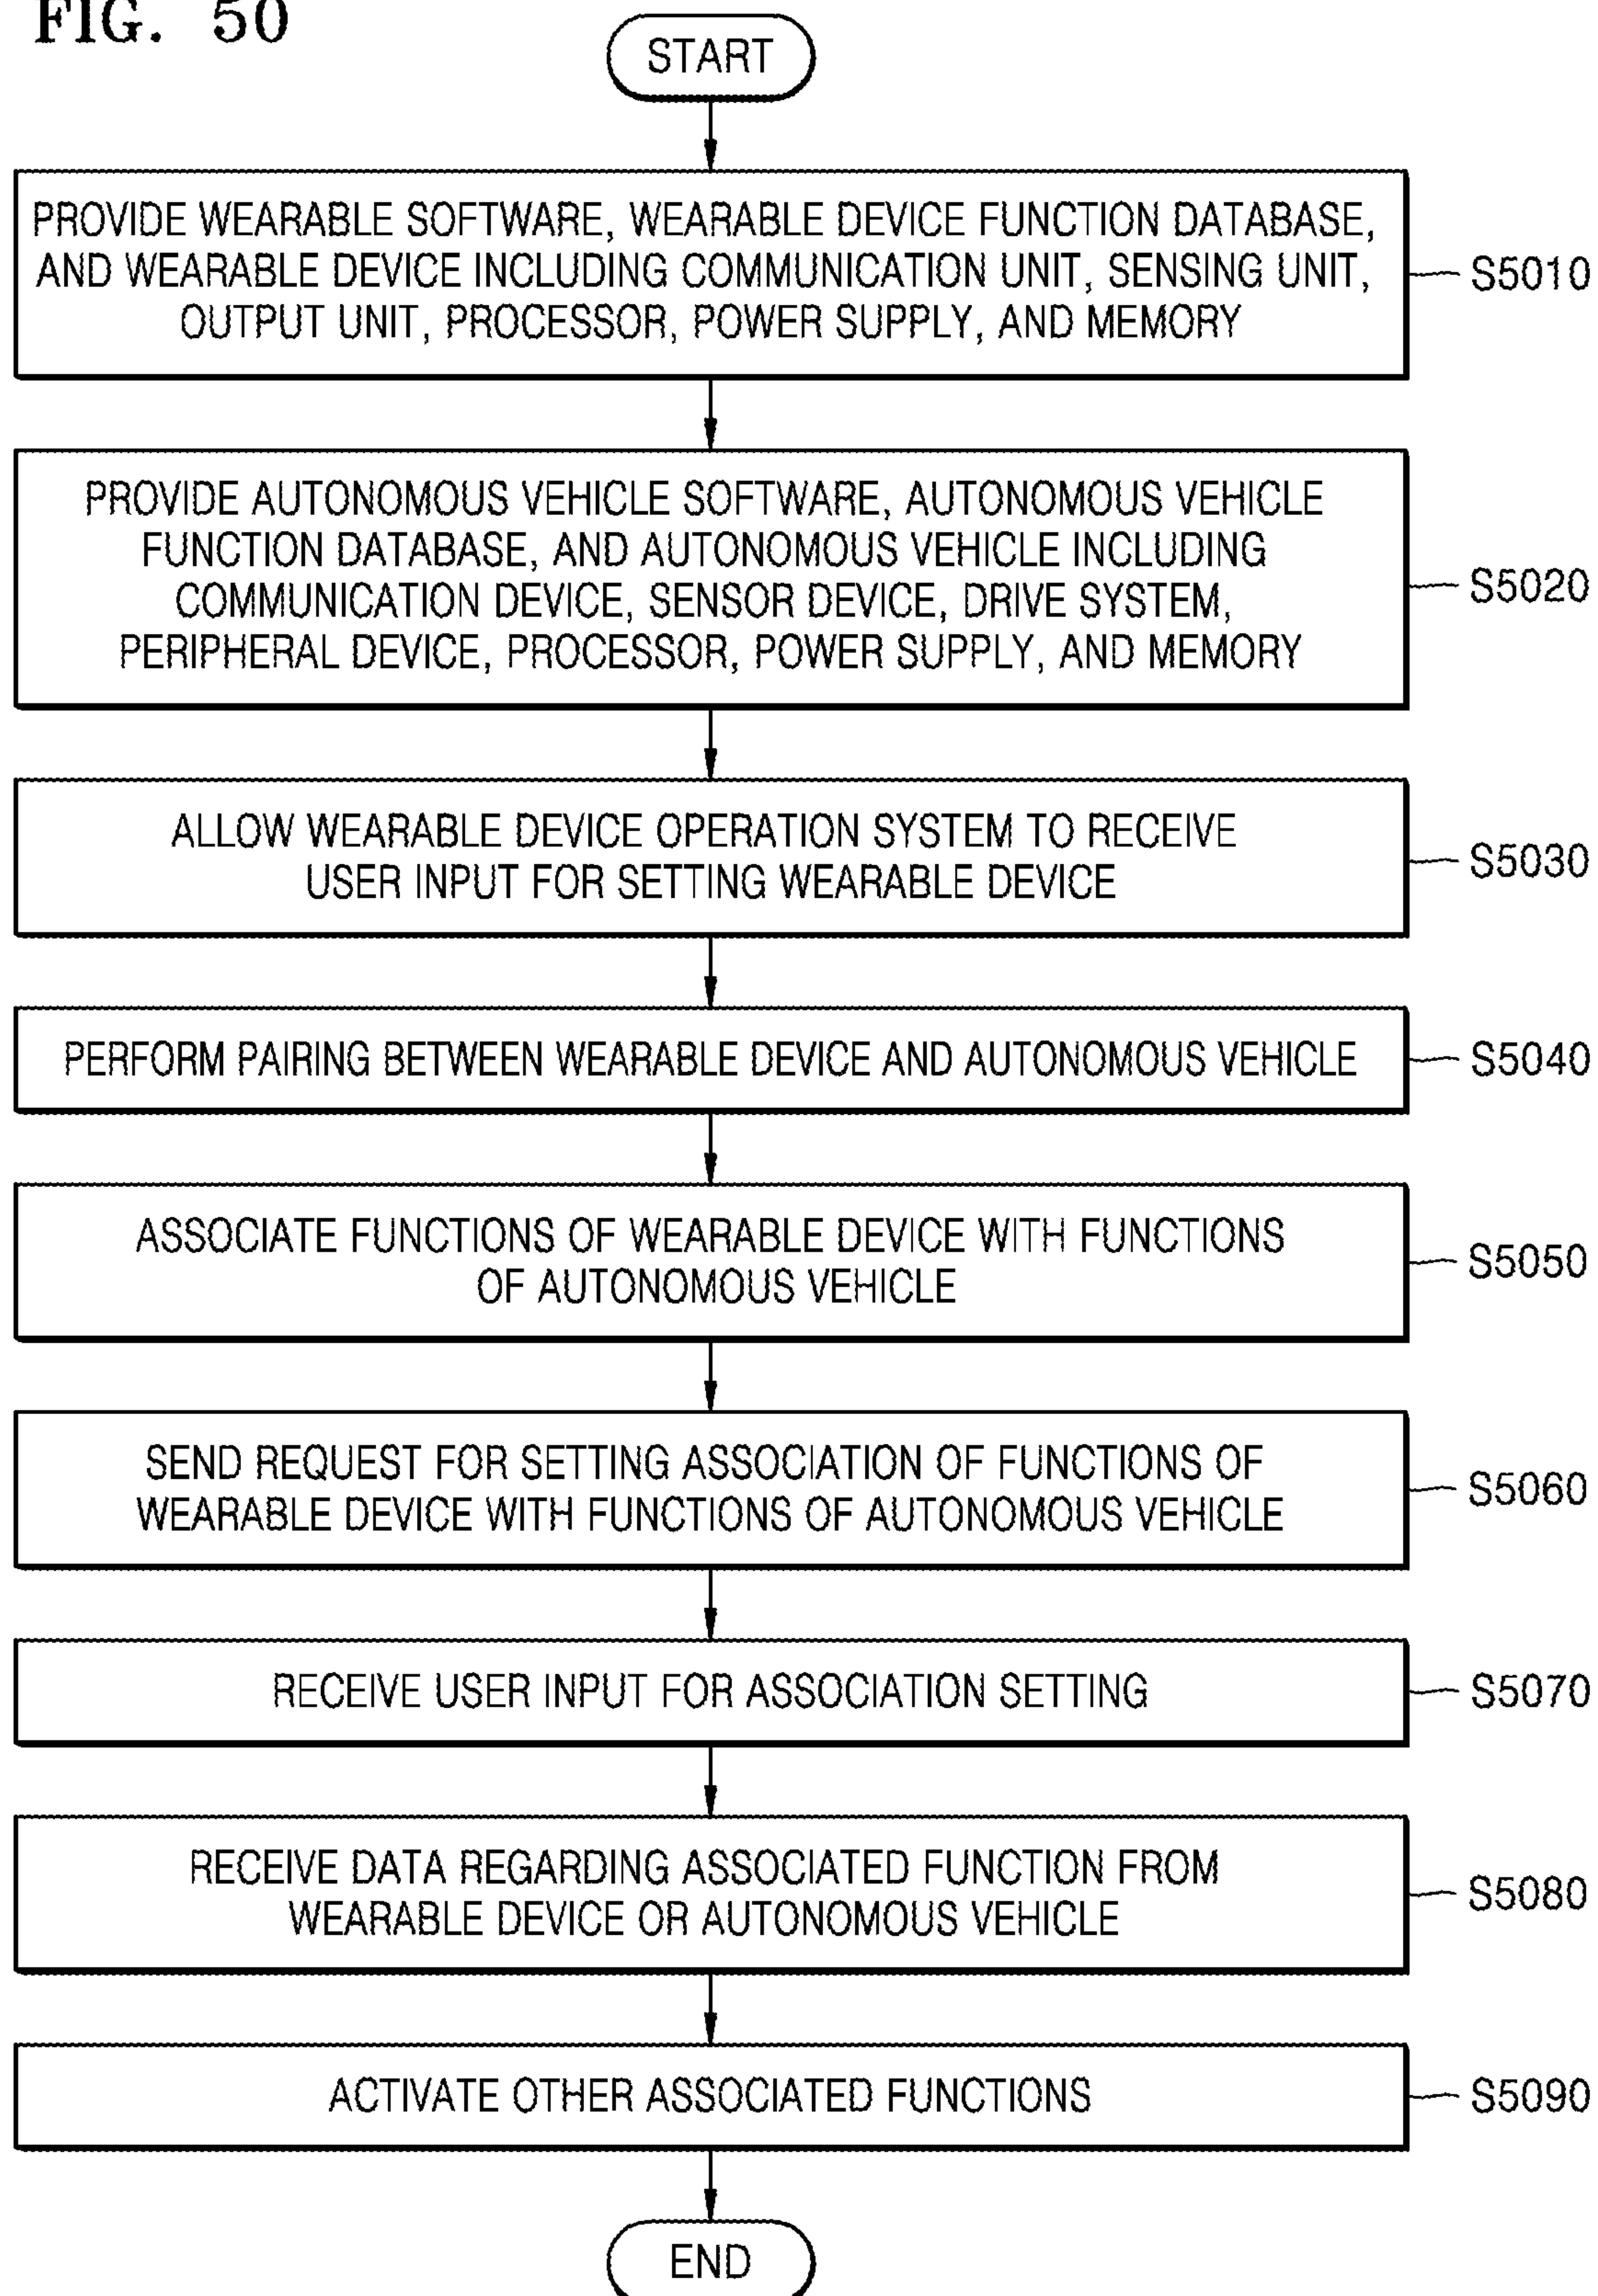 FIG. 50
START
PROVIDE WEARABLE SOFTWARE, WEARABLE DEVICE FUNCTION DATABASE,
AND WEARABLE DEVICE INCLUDING COMMUNICATION UNIT, SENSING UNIT,
OUTPUT UNIT, PROCESSOR, POWER SUPPLY, AND MEMORY
S5010
PROVIDE AUTONOMOUS VEHICLE SOFTWARE, AUTONOMOUS VEHICLE
FUNCTION DATABASE, AND AUTONOMOUS VEHICLE INCLUDING
COMMUNICATION DEVICE, SENSOR DEVICE, DRIVE SYSTEM,
PERIPHERAL DEVICE, PROCESSOR, POWER SUPPLY, AND MEMORY
S5020
ALLOW WEARABLE DEVICE OPERATION SYSTEM TO RECEIVE
USER INPUT FOR SETTING WEARABLE DEVICE
S5030
PERFORM PAIRING BETWEEN WEARABLE DEVICE AND AUTONOMOUS VEHICLE
S5040
ASSOCIATE FUNCTIONS OF WEARABLE DEVICE WITH FUNCTIONS
OF AUTONOMOUS VEHICLE
S5050
SEND REQUEST FOR SETTING ASSOCIATION OF FUNCTIONS OF
WEARABLE DEVICE WITH FUNCTIONS OF AUTONOMOUS VEHICLE
S5060
RECEIVE USER INPUT FOR ASSOCIATION SETTING
S5070
RECEIVE DATA REGARDING ASSOCIATED FUNCTION FROM
WEARABLE DEVICE OR AUTONOMOUS VEHICLE
S5080
ACTIVATE OTHER ASSOCIATED FUNCTIONS
S5090
END